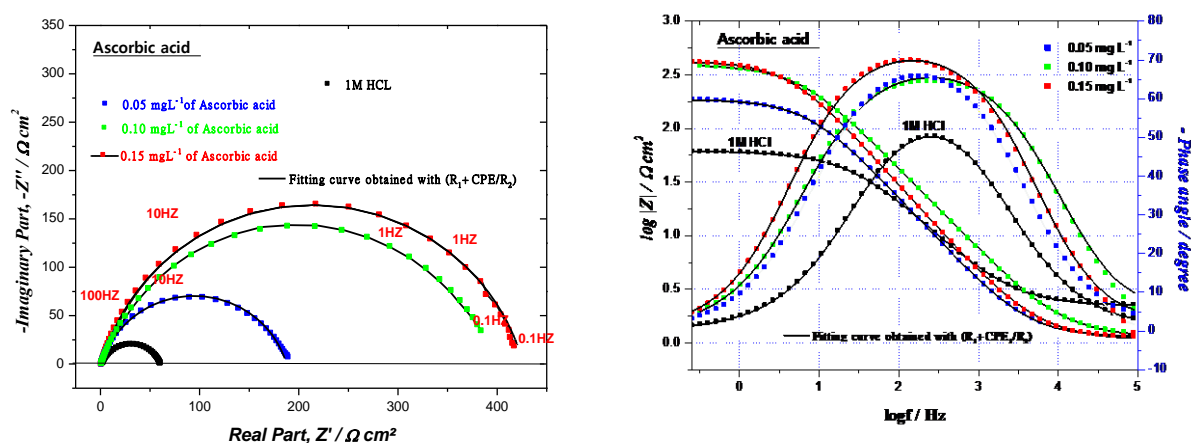 350
300
250
200
150
100
50
0
-Imaginary Part, -Z'' / Ω cm²
Ascorbic acid
1M HCL
0.05 mgL⁻¹ of Ascorbic acid
0.10 mgL⁻¹ of Ascorbic acid
0.15 mgL⁻¹ of Ascorbic acid
Fitting curve obtained with (R₁+CPE/R₂)
10HZ
1HZ
1HZ
10HZ
100HZ
0.1HZ
0.1HZ
0 100 200 300 400
Real Part, Z' / Ω cm²
3.0
2.5
2.0
1.5
1.0
0.5
0.0
log |Z| / Ω cm²
Ascorbic acid
0.05 mg L⁻¹
0.10 mg L⁻¹
0.15 mg L⁻¹
1M HCl
1M HCl
Fitting curve obtained with
80
70
60
50
40
30
20
10
0
-10
- Phase angle / degree
0 1 2 3 4 5
logf / Hz